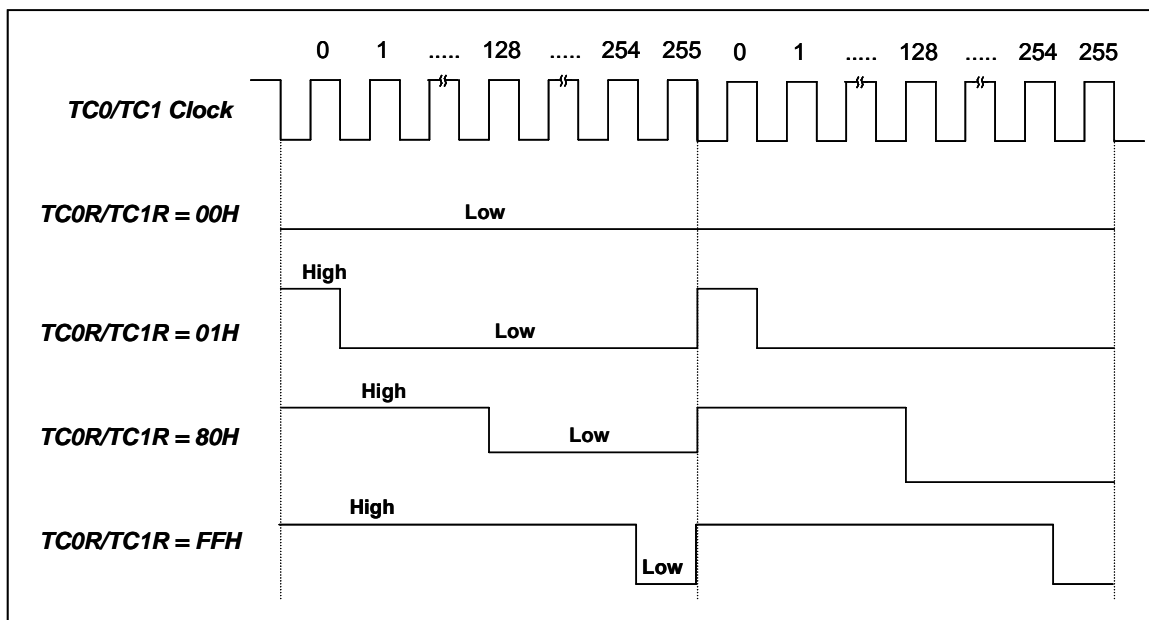 0 1 ..... 128 ..... 254 255 0 1 ..... 128 ..... 254 255
TC0/TC1 Clock
TC0R/TC1R = 00H
Low
High
TC0R/TC1R = 01H
Low
High
TC0R/TC1R = 80H
Low
High
TC0R/TC1R = FFH
Low